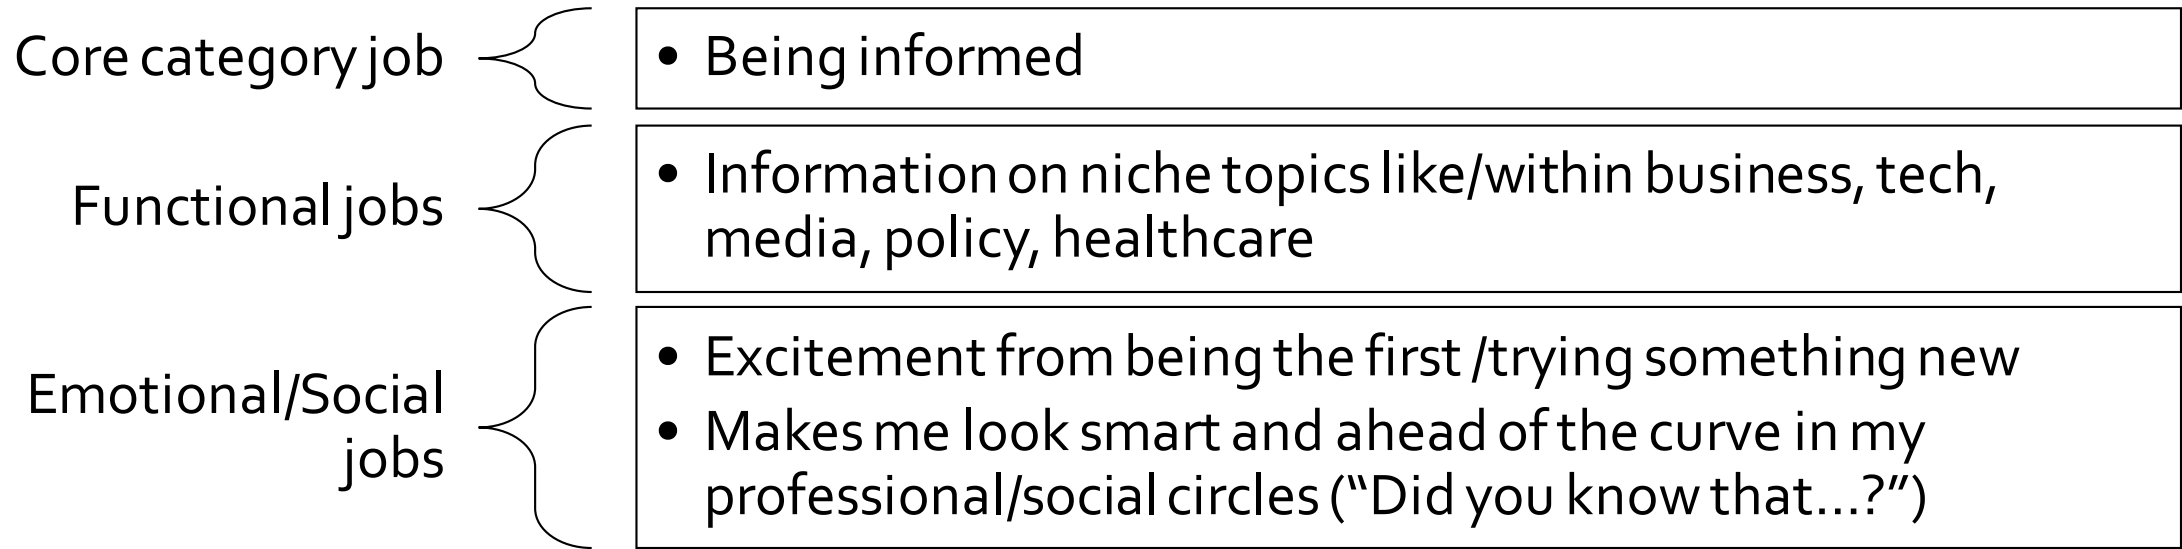 Core category job
• Being informed
Functional jobs
• Information on niche topics like/within business, tech,
media, policy, healthcare
Emotional/Social
jobs
• Excitement from being the first /trying something new
• Makes me look smart and ahead of the curve in my
professional/social circles (“Did you know that…?”)